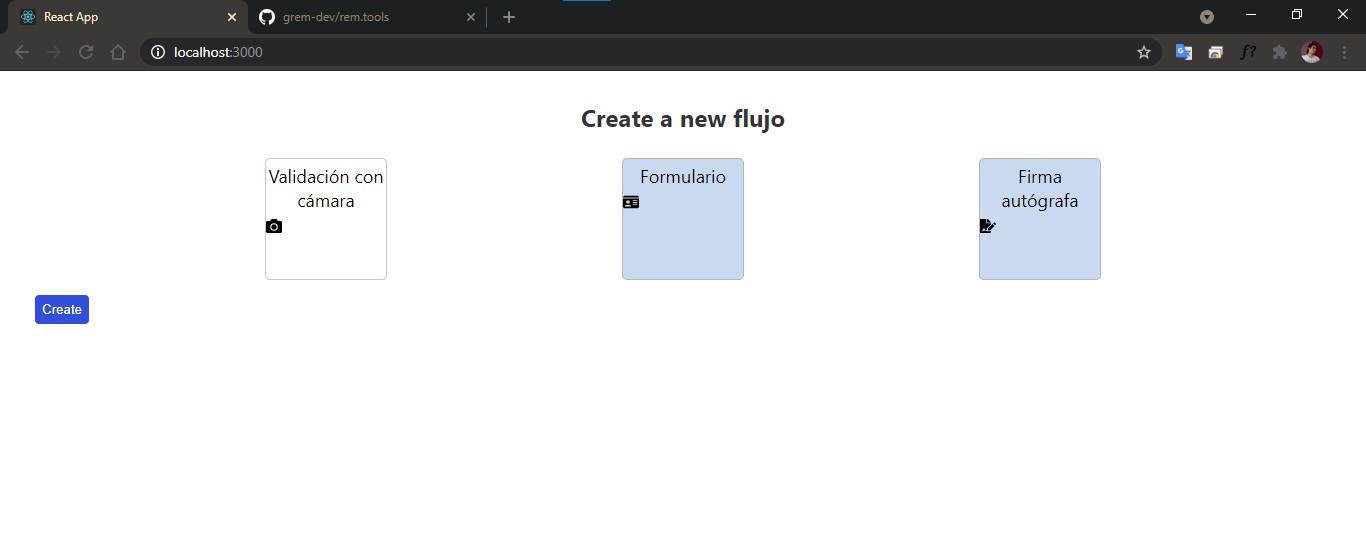 React App
grem-dev/rem.tools
localhost:3000
f?
Create a new flujo
Validación con
cámara
Formulario
Firma
autógrafa
Create